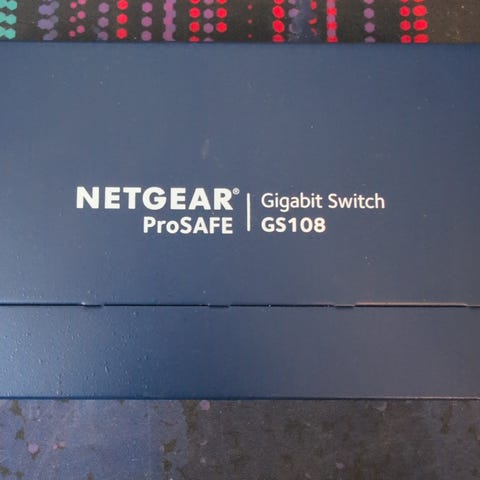 NETGEAR® | Gigabit Switch
ProSAFE | GS108